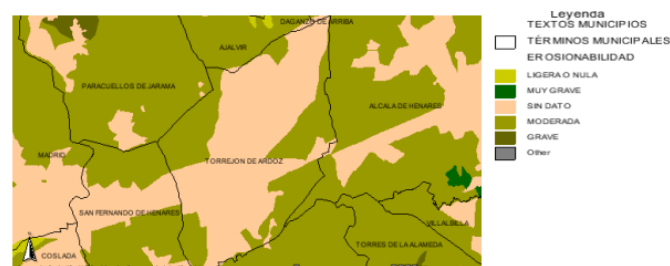 DAGANZO DE ARRIBA
AJALVIR
PARACUELLOS DE JARAMA
ALCALA DE HENARES
MADRID
TORREJON DE ARDOZ
SAN FERNANDO DE HENARES
VILLALBILLA
TORRES DE LA ALAMEDA
COSLADA
N
Leyenda
TEXTOS MUNICIPIOS
TÉRMINOS MUNICIPALES
EROSIONABILIDAD
LIGERA O NULA
MUY GRAVE
SIN DATO
MODERADA
GRAVE
Other